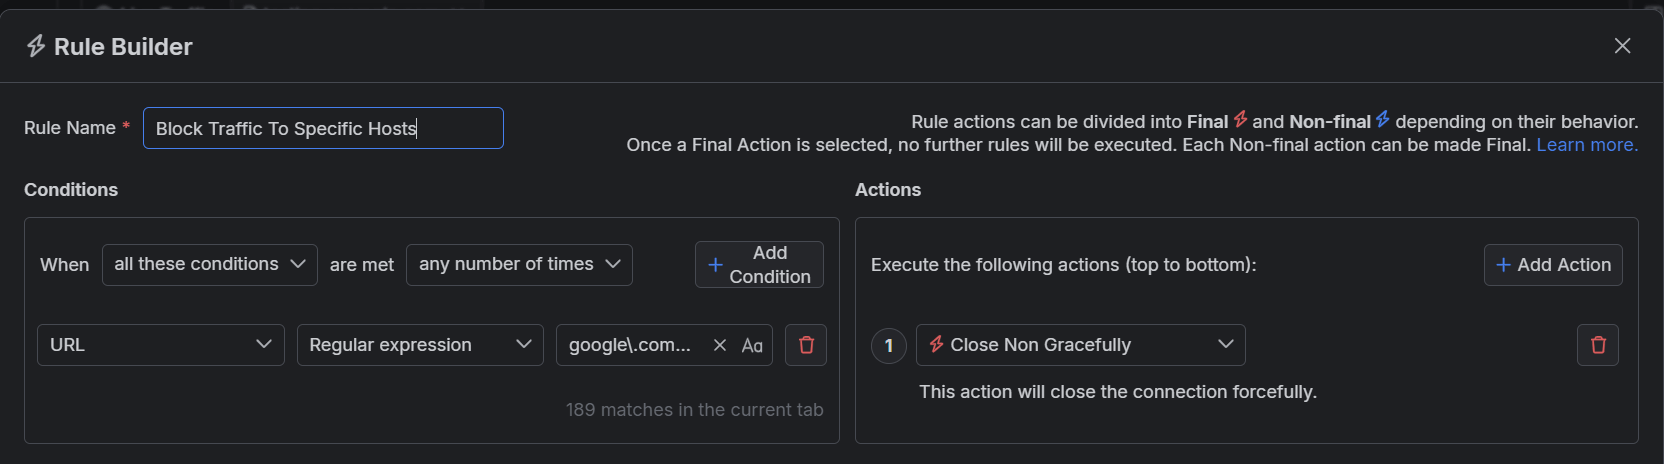 Rule Builder
Rule Name *
Block Traffic To Specific Hosts
Rule actions can be divided into Final and Non-final depending on their behavior.
Once a Final Action is selected, no further rules will be executed. Each Non-final action can be made Final. Learn more.
Conditions
When all these conditions are met any number of times
+ Add Condition
URL
Regular expression
google\.com...
Aa
189 matches in the current tab
Actions
Execute the following actions (top to bottom):
+ Add Action
1
Close Non Gracefully
This action will close the connection forcefully.